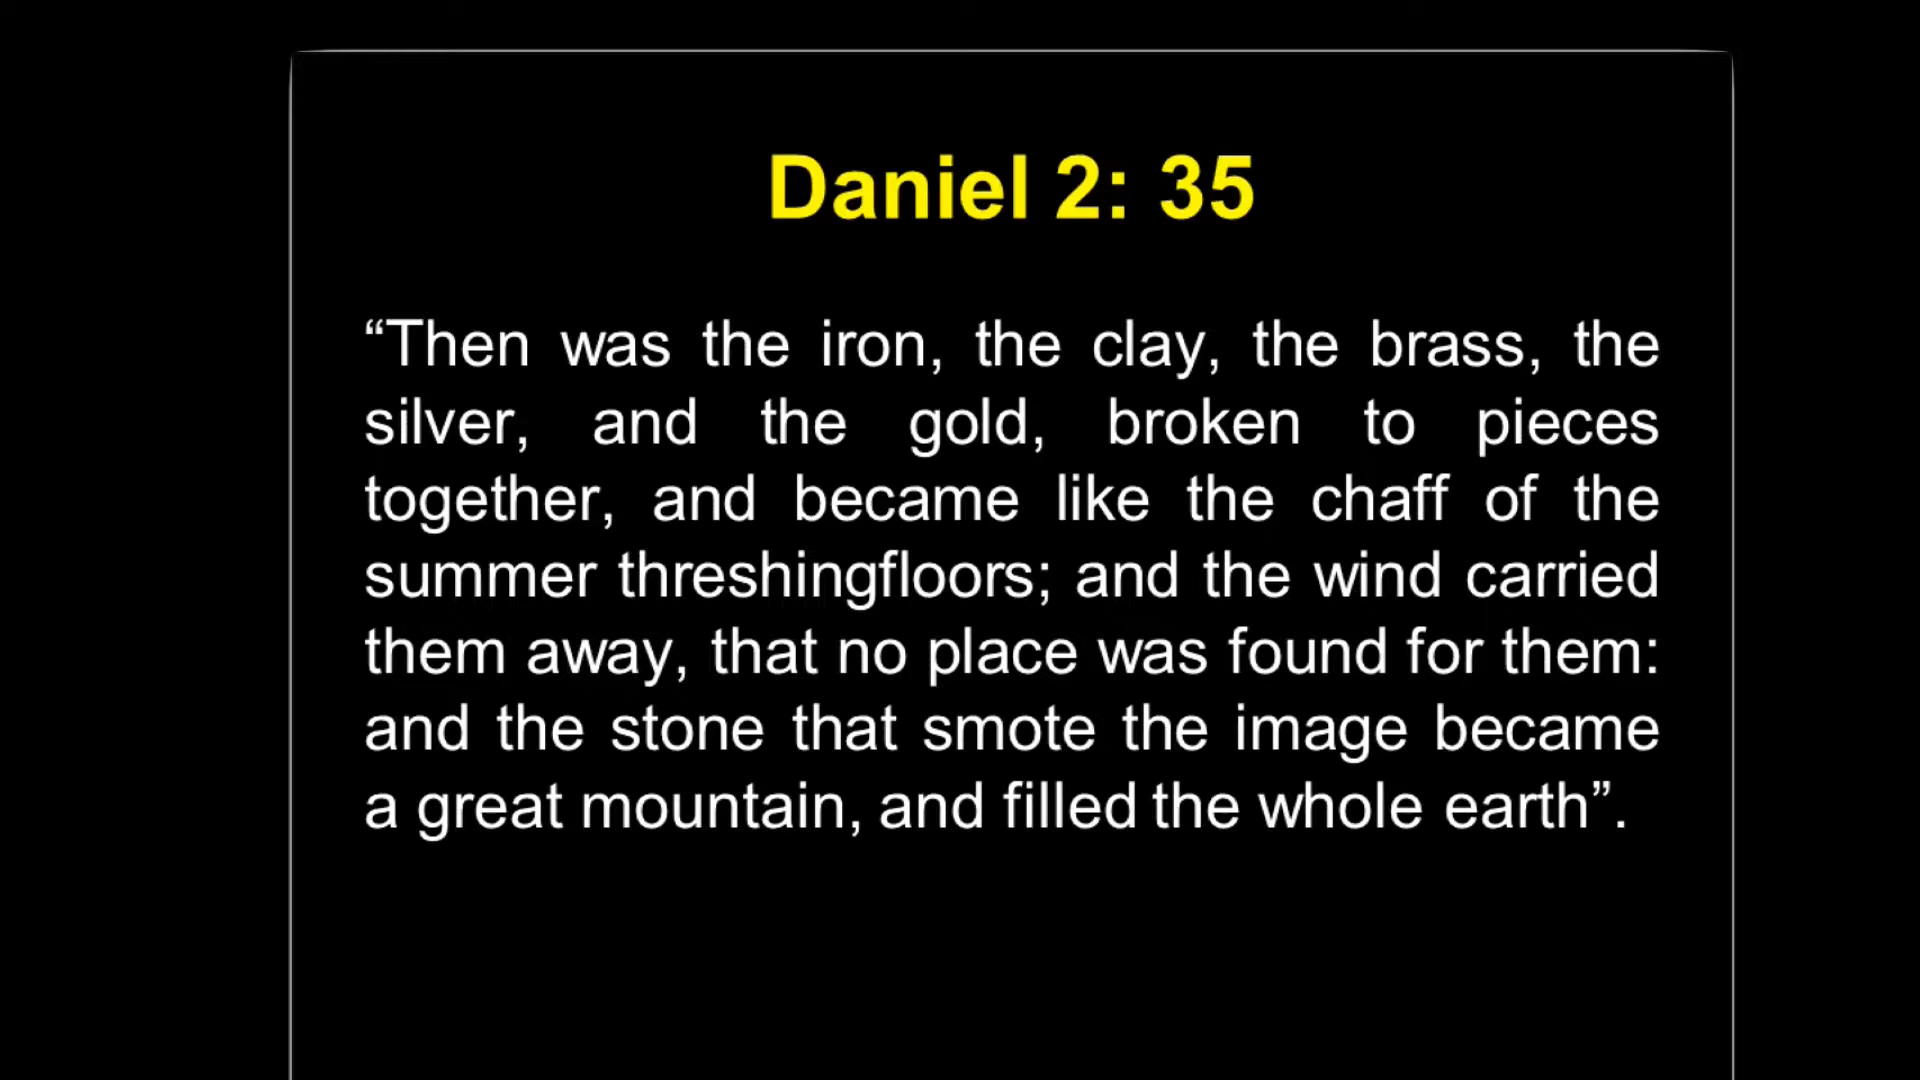 Daniel 2: 35
“Then was the iron, the clay, the brass, the
silver, and the gold, broken to pieces
together, and became like the chaff of the
summer threshingfloors; and the wind carried
them away, that no place was found for them:
and the stone that smote the image became
a great mountain, and filled the whole earth”.